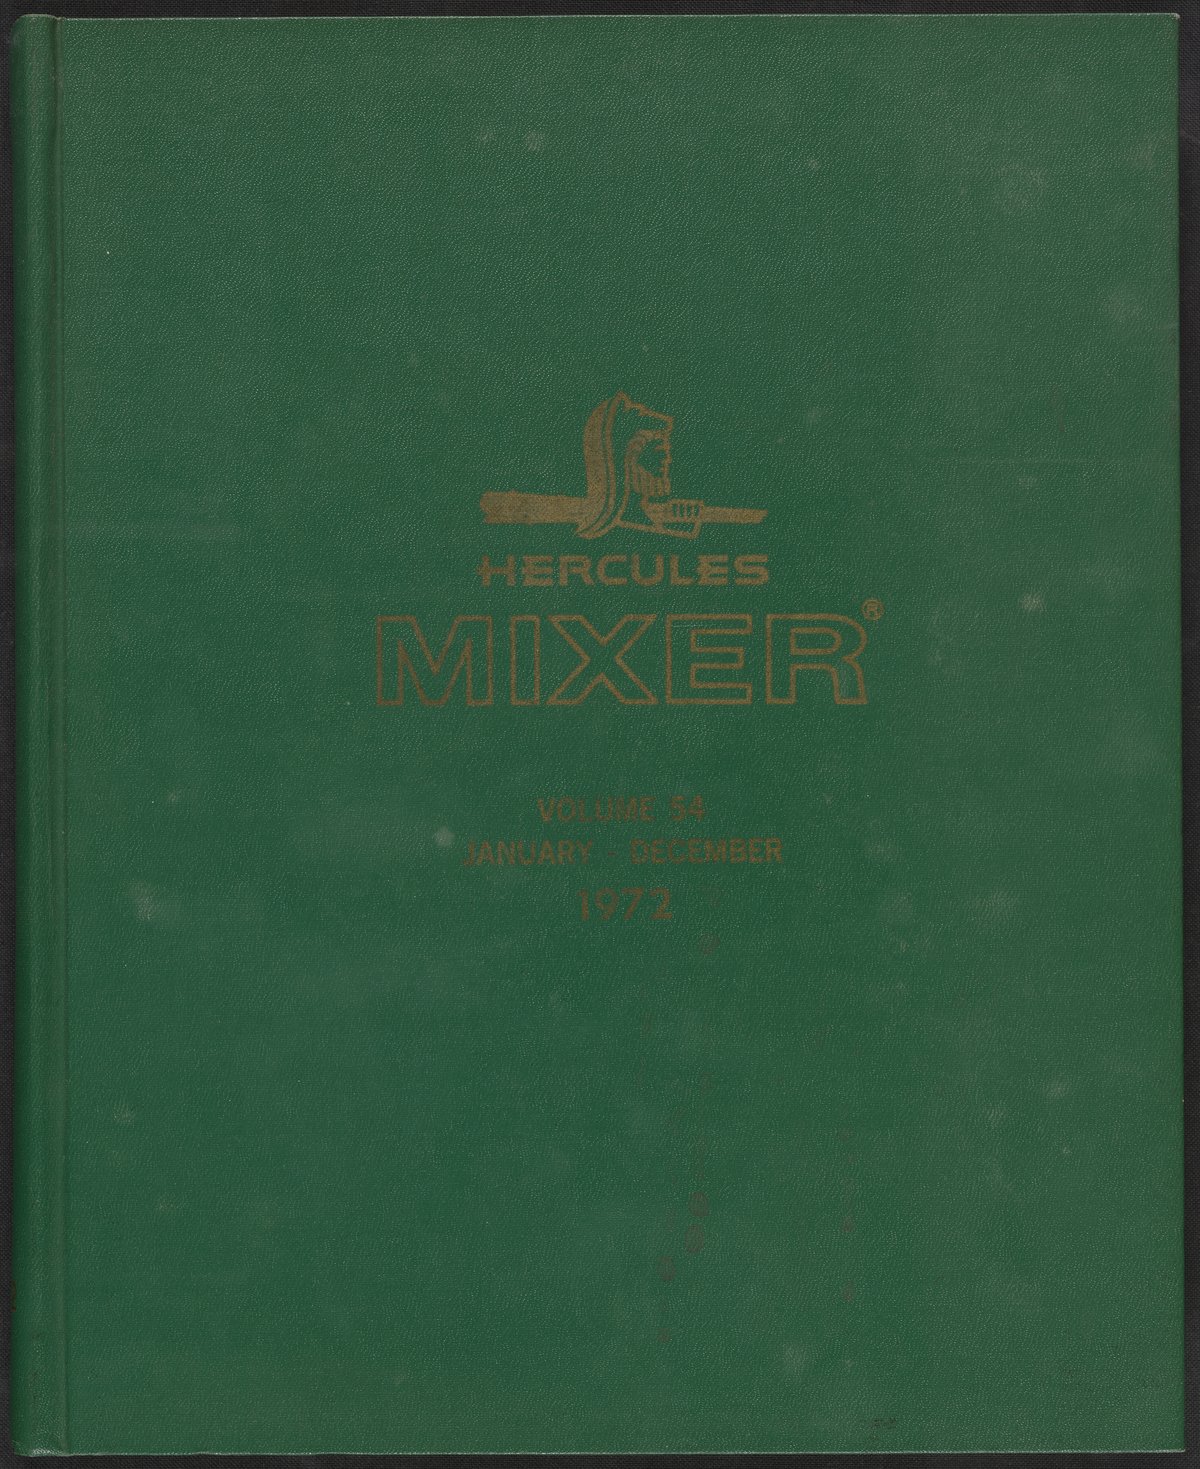 HERCULES
MIXER®
VOLUME 54
JANUARY - DECEMBER
1972